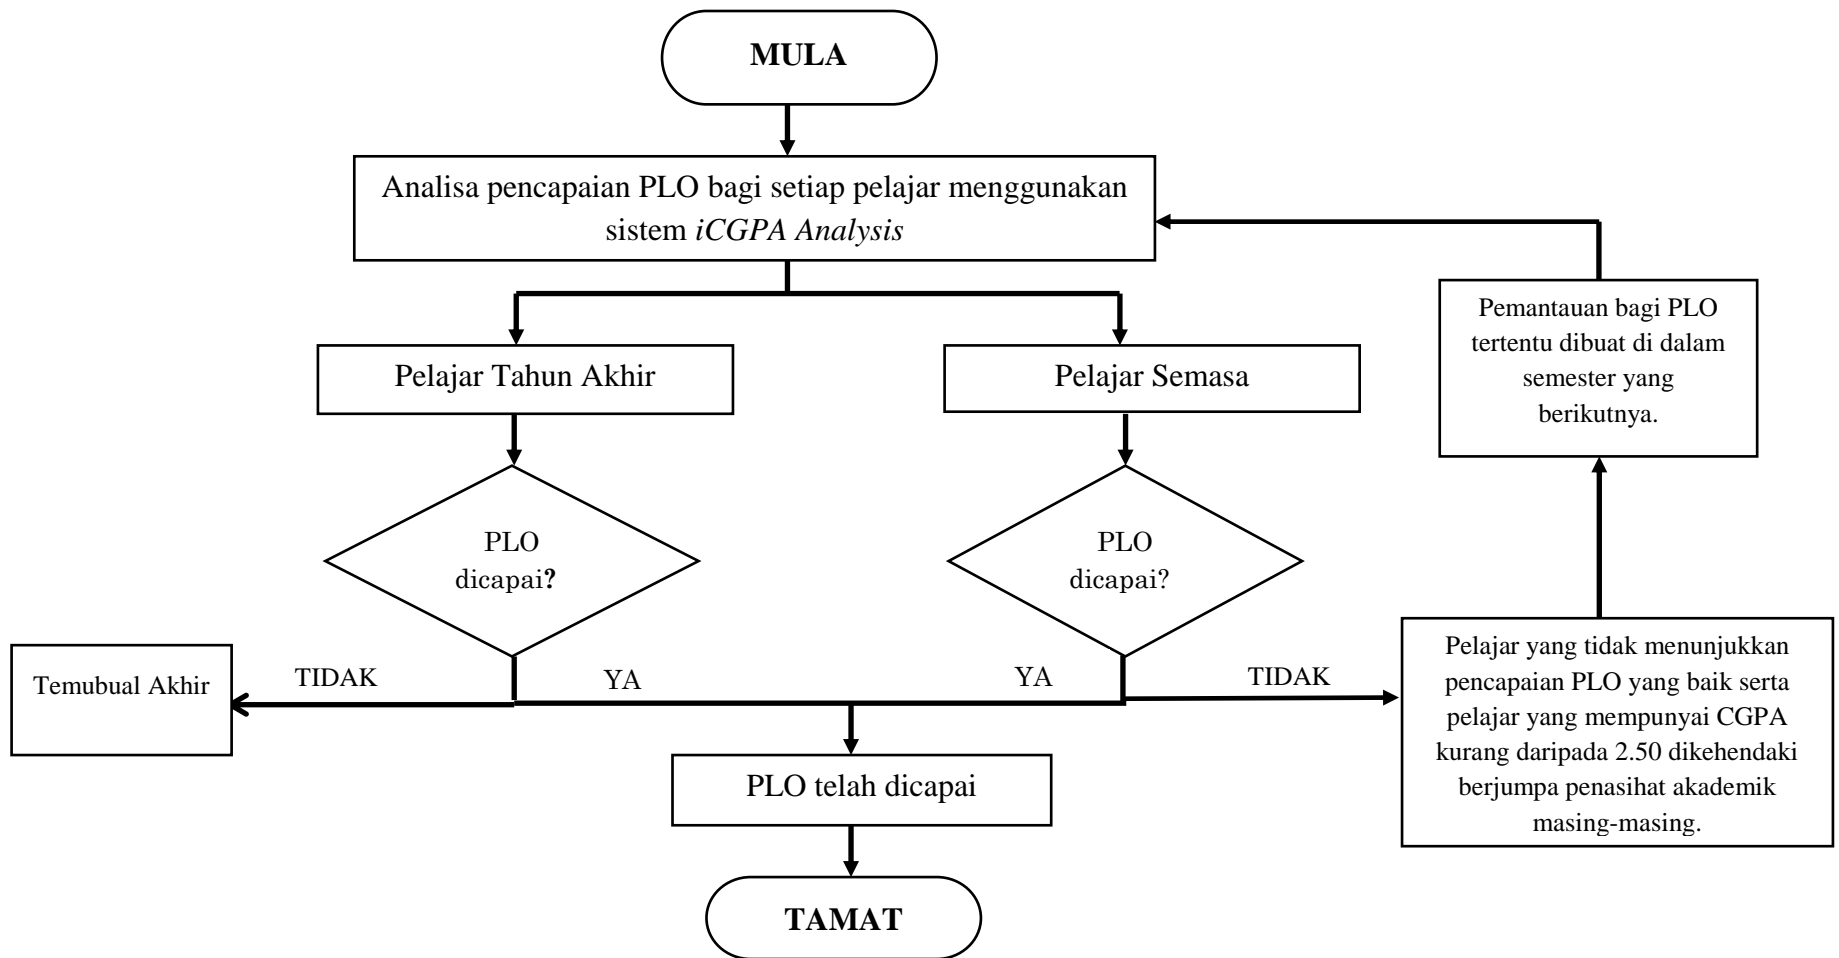 MULA
Analisa pencapaian PLO bagi setiap pelajar menggunakan
sistem iCGPA Analysis
Pelajar Tahun Akhir
Pelajar Semasa
Pemantauan bagi PLO
tertentu dibuat di dalam
semester yang
berikutnya.
PLO
dicapai?
PLO
dicapai?
Temubual Akhir
TIDAK
YA
YA
TIDAK
Pelajar yang tidak menunjukkan
pencapaian PLO yang baik serta
pelajar yang mempunyai CGPA
kurang daripada 2.50 dikehendaki
berjumpa penasihat akademik
masing-masing.
PLO telah dicapai
TAMAT